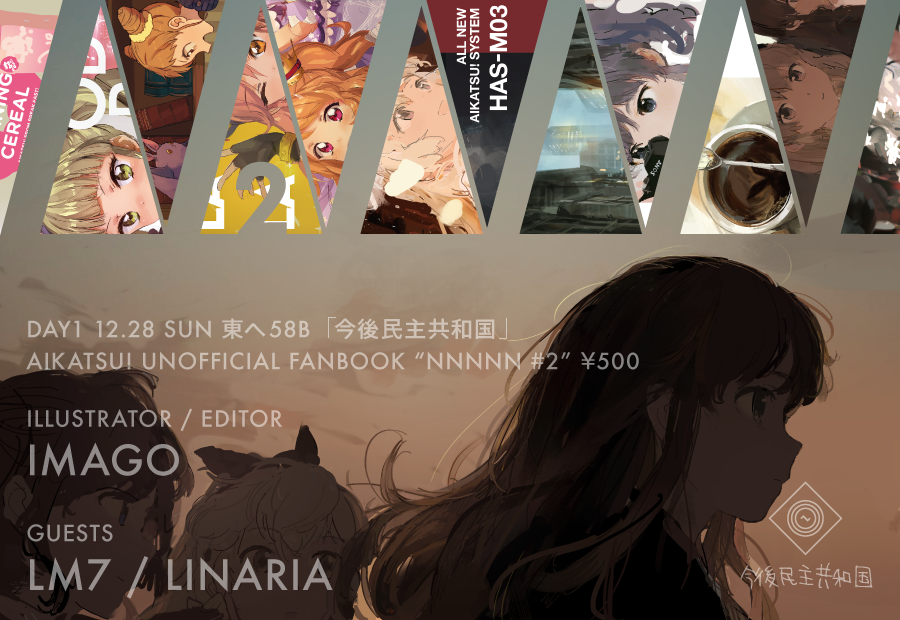 CEREAL
2
ALL NEW
AIKATSU! SYSTEM
HAS-M03
DAY1 12.28 SUN 東ヘ58B「今後民主共和国」
AIKATSU! UNOFFICIAL FANBOOK “NNNNN #2” ¥500
ILLUSTRATOR / EDITOR
IMAGO
GUESTS
LM7 / LINARIA
今後民主共和国